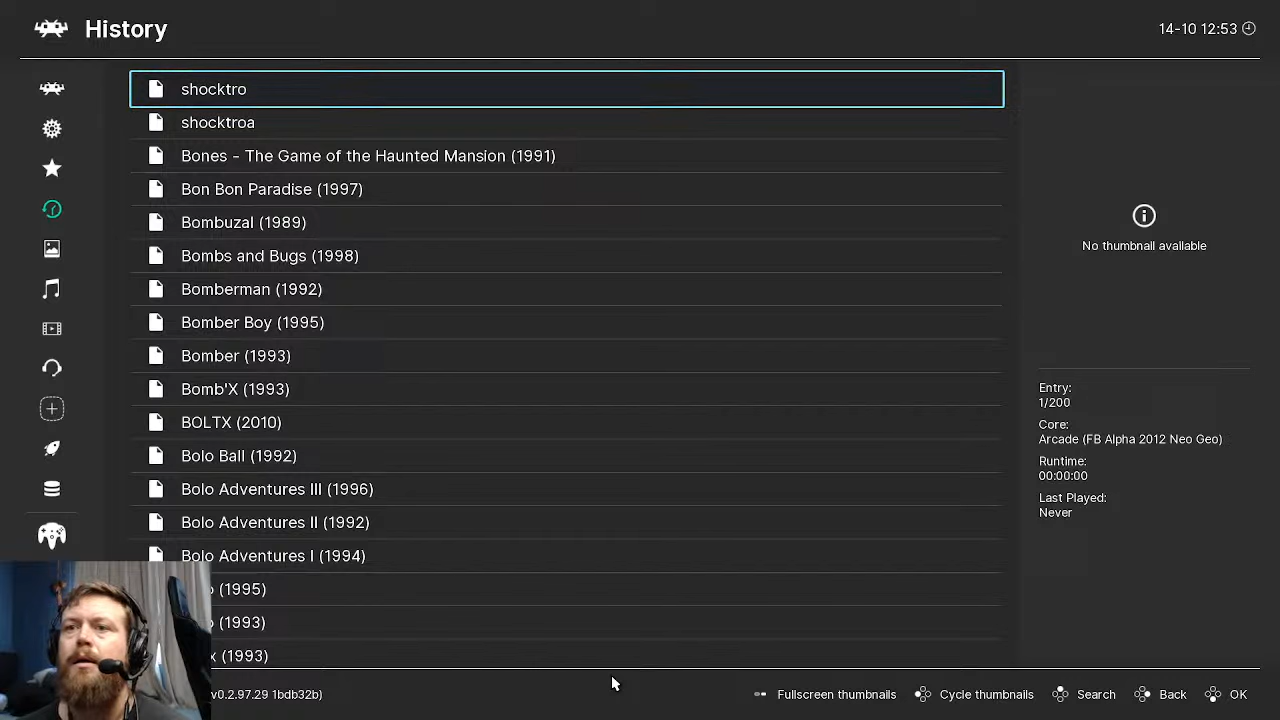 History
14-10 12:53
shocktro
shocktroa
Bones - The Game of the Haunted Mansion (1991)
Bon Bon Paradise (1997)
Bombuzal (1989)
Bombs and Bugs (1998)
Bomberman (1992)
Bomber Boy (1995)
Bomber (1993)
Bomb'X (1993)
BOLTX (2010)
Bolo Ball (1992)
Bolo Adventures III (1996)
Bolo Adventures II (1992)
Bolo Adventures I (1994)
(1995)
(1993)
(1993)
No thumbnail available
Entry:
1/200
Core:
Arcade (FB Alpha 2012 Neo Geo)
Runtime:
00:00:00
Last Played:
Never
v0.2.97.29 1bdb32b)
Fullscreen thumbnails
Cycle thumbnails
Search
Back
OK